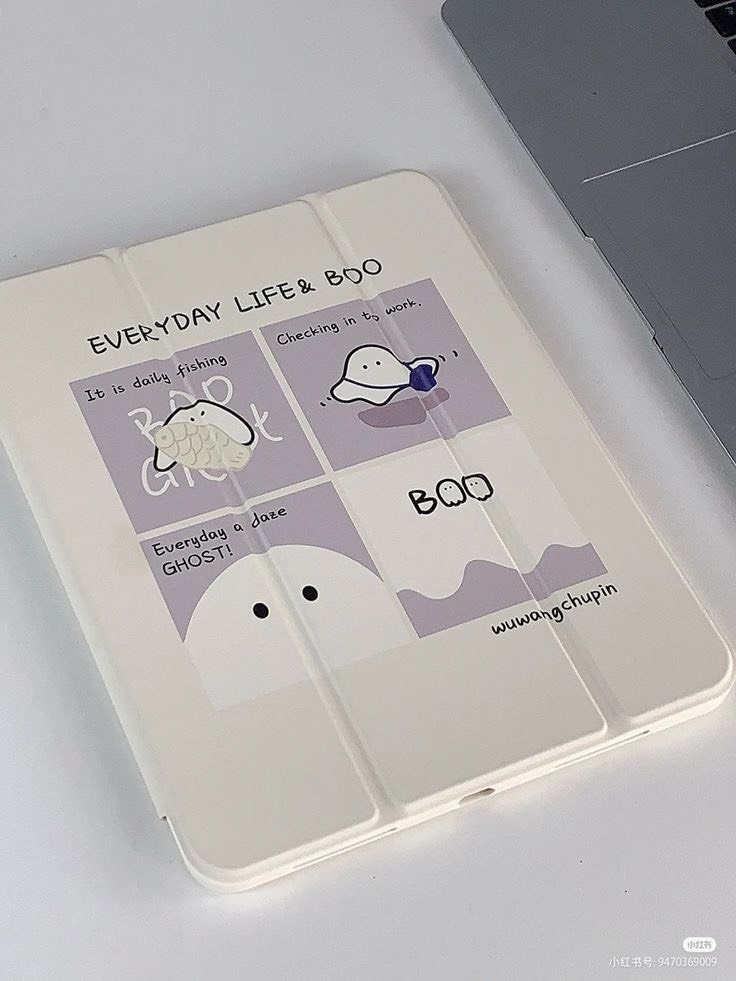 EVERYDAY LIFE& BOO
It is daily fishing
BOO
Checking in to work.
Everyday a daze
GHOST!
BOO
wuwangchupin
小红书
小红书号: 9470369009